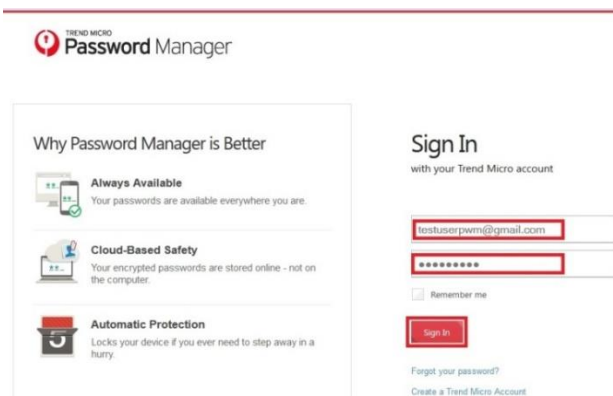 TREND MICRO
Password Manager
Why Password Manager is Better
Always Available
Your passwords are available everywhere you are.
Cloud-Based Safety
Your encrypted passwords are stored online - not on
the computer.
Automatic Protection
Locks your device if you ever need to step away in a
hurry.
Sign In
with your Trend Micro account
testuserpwm@gmail.com
●●●●●●●●●
Remember me
Sign In
Forgot your password?
Create a Trend Micro Account